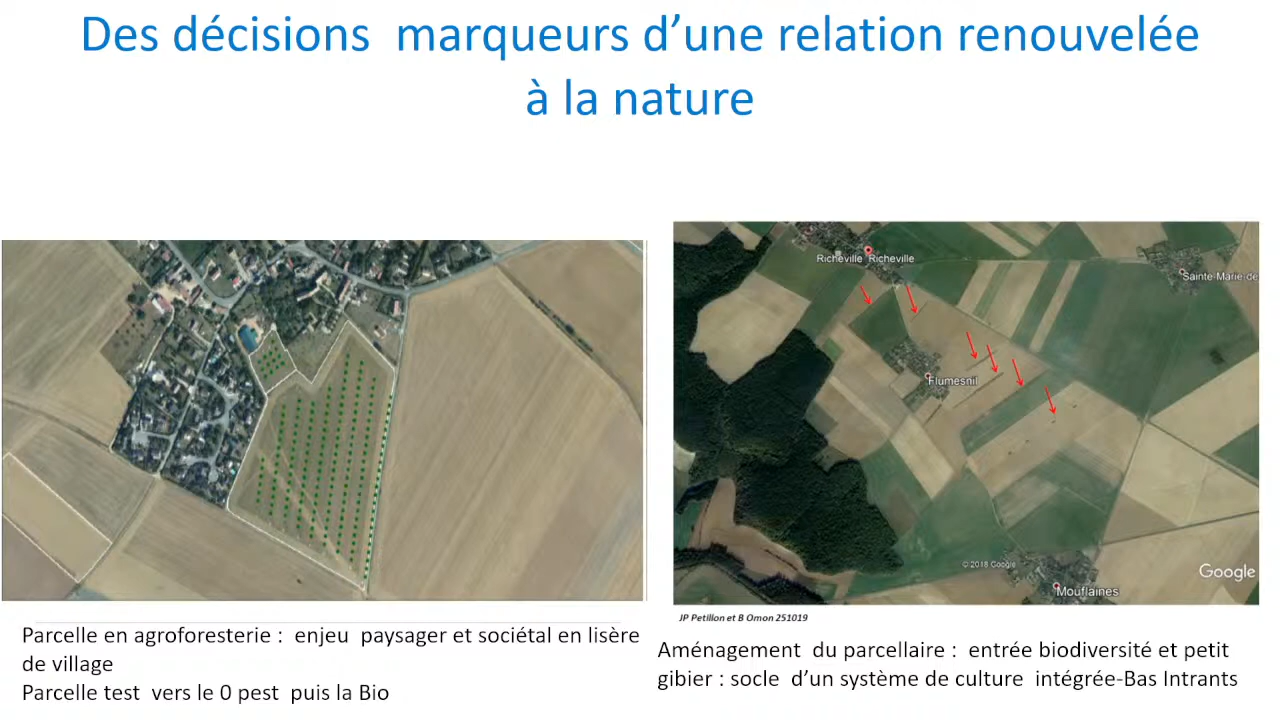 Des décisions  marqueurs d’une relation renouvelée
à la nature
Richeville Richeville
Sainte-Marie-de
Flumesnil
© 2018 Google
Google
Mouflaines
JP Petillon et B Omon 251019
Parcelle en agroforesterie :  enjeu  paysager et sociétal en lisère
de village
Parcelle test  vers le 0 pest  puis la Bio
Aménagement  du parcellaire :  entrée biodiversité et petit
gibier : socle  d’un système de culture  intégrée-Bas Intrants